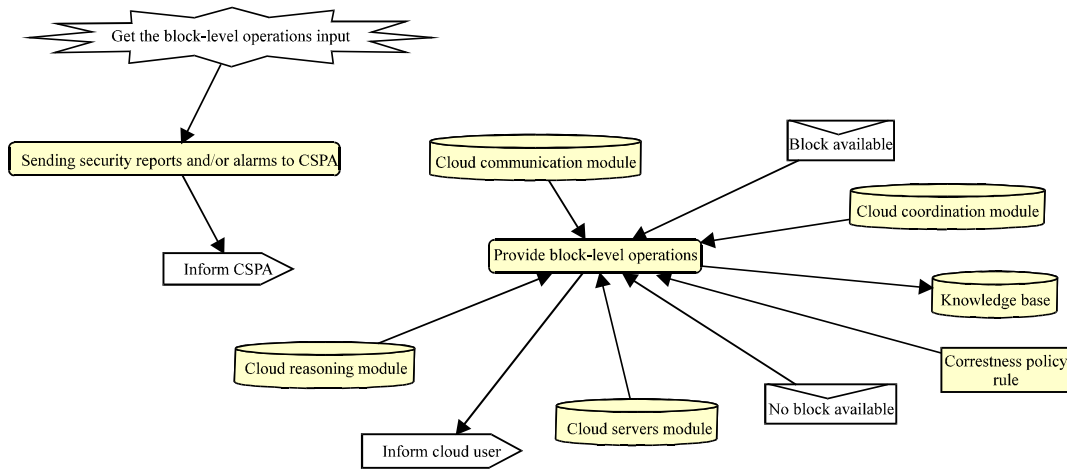 Get the block-level operations input
Sending security reports and/or alarms to CSPA
Inform CSPA
Cloud communication module
Block available
Cloud coordination module
Provide block-level operations
Knowledge base
Cloud reasoning module
Correstness policy
rule
No block available
Cloud servers module
Inform cloud user